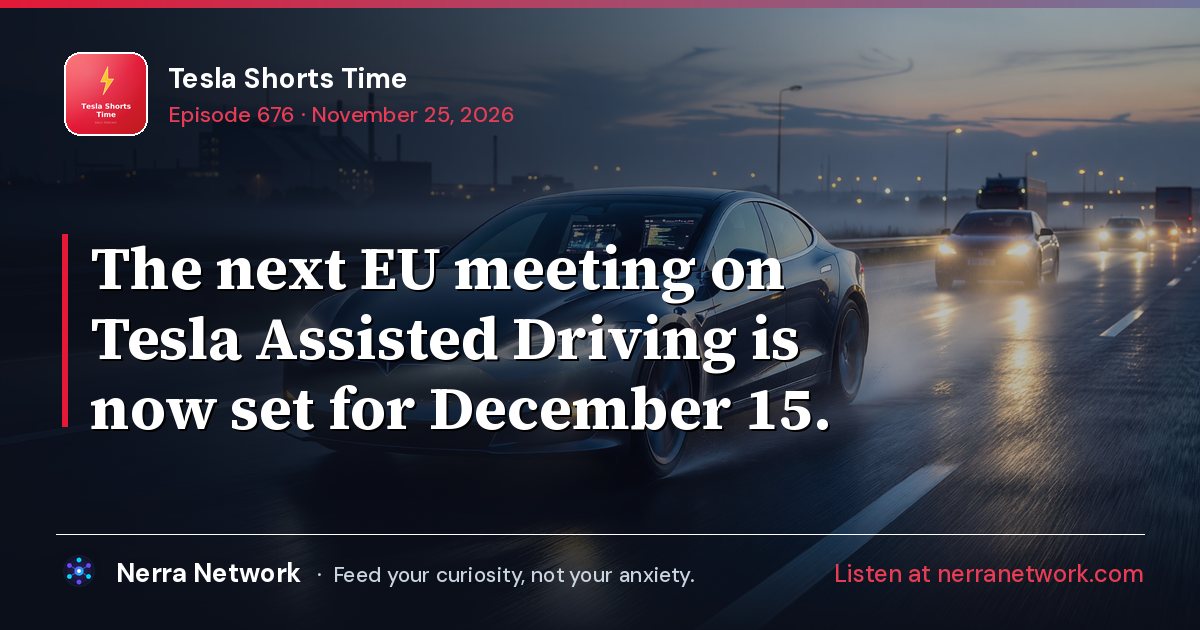 Tesla Shorts
Time
Tesla Shorts Time
Episode 676 · November 25, 2026
The next EU meeting on
Tesla Assisted Driving is
now set for December 15.
Nerra Network · Feed your curiosity, not your anxiety.
Listen at nerranetwork.com